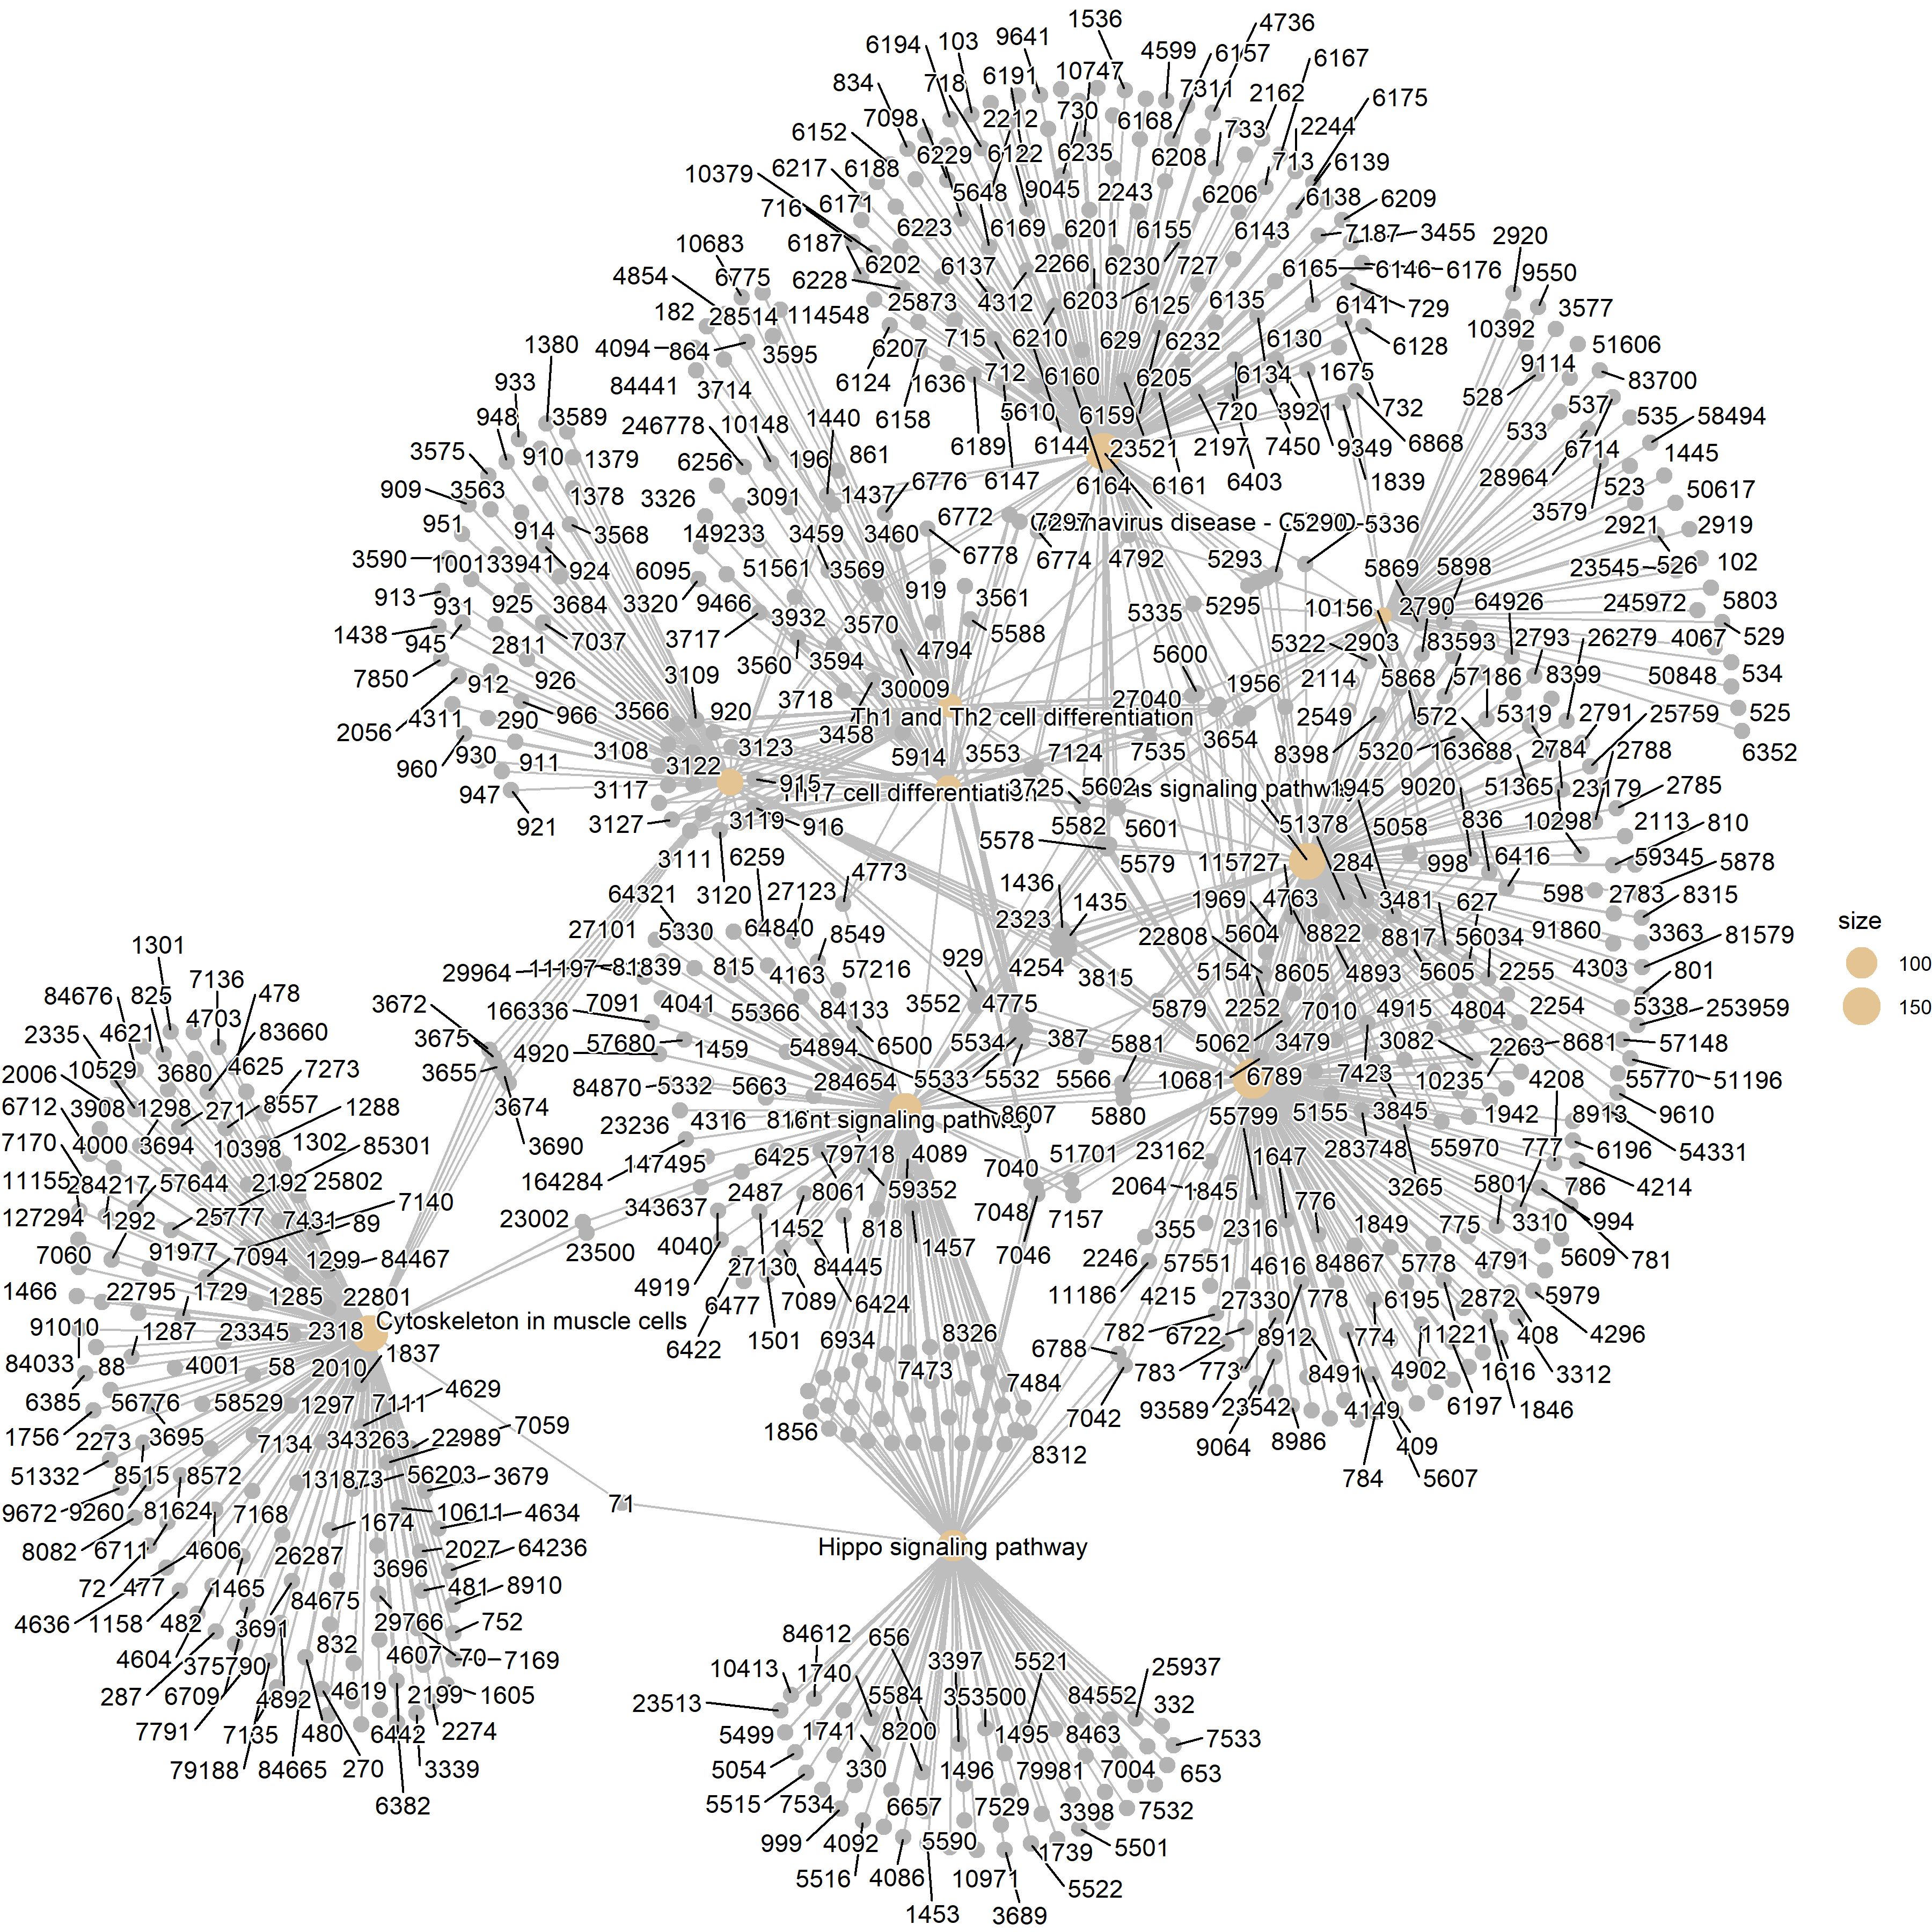 1536
4736
6194 103 9641 4599 6157 6167
834 718 6191 10747 7311 2162 6175
7098 2212 730 6168 733 2244
6152 6229 6122 6235 6208 713 6139
10379 6217 6188 5648 9045 2243 6206 6138 6209
716 6171 6223 6169 6201 6155 6143 7187 3455 2920
10683 6187 6202 6137 2266 6230 727 6165 6146 6176 9550
4854 6775 6228 25873 4312 6203 6125 6135 6141 729 3577
182 28514 114548 715 6210 629 6232 6130 6128 10392 51606
1380 4094 864 3595 6207 712 6160 6205 6134 1675 9114 83700
933 84441 3714 6124 1636 5610 6159 720 3921 732 528 537 535 58494
948 3589 246778 10148 1440 6158 6189 6144 23521 2197 7450 9349 6868 533 6714 1445
3575 910 1379 6256 196 861 6147 6164 6161 6403 1839 28964 523 50617
909 3563 1378 3326 3091 1437 6776 3579 2921 2919
951 914 3568 149233 3459 3460 6772 7297 5290 5336
3590 100133941 924 6095 51561 3569 6778 6774 4792 5293 5869 5898 23545 526 102
913 931 925 3684 3320 9466 3932 919 3561 5335 5295 10156 2790 64926 245972 5803
1438 945 2811 7037 3717 3570 5588 5322 2903 83593 2793 26279 4067 529
7850 912 926 3109 3560 3594 4794 5600 2114 5868 57186 8399 50848 534
2056 4311 290 966 3566 920 3718 30009 27040 1956 2549 572 5319 2791 25759 525
Th1 and Th2 cell differentiation
960 930 911 3108 3122 3123 3458 5914 3553 7124 7535 3654 8398 5320 163688 2784 2788 6352
947 921 3117 915 3725 5602 1945 9020 51365 23179 2785
3127 3119 916 5582 5601 51378 5058 836 10298 2113 810
3111 3120 6259 5578 5579 115727 284 998 6416 59345 5878
64321 27123 4773 1436 1435 1969 4763 3481 627 598 2783 8315
27101 5330 64840 8549 2323 22808 5604 8822 8817 56034 91860 3363 81579
1301 29964 11197 81839 815 4163 57216 929 4254 3815 5154 8605 4893 5605 2255 4303 801
84676 825 7136 478 3672 166336 7091 4041 55366 84133 3552 4775 5879 2252 7010 4915 4804 2254 5338 253959
2335 4621 4703 83660 3675 4920 57680 1459 54894 6500 5534 387 5881 5062 3479 3082 2263 8681 57148
2006 10529 3680 4625 7273 3655 84870 5332 5663 284654 5533 5532 5566 10681 6789 7423 10235 4208 55770 51196
6712 3908 1298 271 8557 1288 3674 23236 4316 816 8607 5880 55799 5155 3845 1942 8913 9610
7170 4000 3694 10398 1302 85301 3690 147495 6425 79718 4089 7040 51701 23162 1647 283748 55970 777 6196 54331
11155 284217 57644 2192 25802 164284 2487 8061 59352 2064 1845 776 3265 5801 786 4214
127294 1292 25777 7431 89 7140 23002 343637 1452 818 7048 7157 355 2316 1849 775 3310 994
7060 91977 7094 1299 84467 23500 4040 27130 84445 1457 7046 2246 57551 4616 84867 5778 4791 5609 781
1466 22795 1729 1285 22801 4919 6477 7089 6424 11186 4215 27330 778 6195 2872 5979
Cytoskeleton in muscle cells
91010 1287 23345 2318 6422 1501 6934 8326 6788 782 6722 8912 774 11221 408 4296
84033 88 4001 58 2010 1837 7473 7484 783 773 8491 4902 1616 3312
6385 56776 58529 1297 7111 4629 1856 7042 93589 23542 4149 6197 1846
1756 2273 3695 7134 343263 22989 7059 8312 9064 8986 409
51332 8515 8572 131873 56203 3679 784 5607
9672 9260 81624 7168 1674 10611 4634 71
8082 6711 4606 26287 3696 2027 64236
Hippo signaling pathway
72 477 1465 84675 481 8910
4636 1158 482 3691 832 29766 752
4604 375790 4607 70 7169 84612 656 3397 5521 25937
287 6709 4892 4619 2199 1605 10413 1740 5584 353500 84552 332
7791 7135 480 6442 2274 23513 5499 1741 8200 1495 8463 7533
79188 84665 270 3339 5054 330 1496 79981 7004 653
6382 5515 7534 6657 7529 3398 7532
999 4092 5590 1739 5501
5516 4086 10971 5522
1453 3689
size
100
150